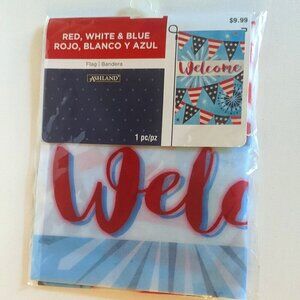 $9.99
RED, WHITE & BLUE
ROJO, BLANCO Y AZUL
Flag | Bandera
ASHLAND
1 pc/pz
Welcome
Welc